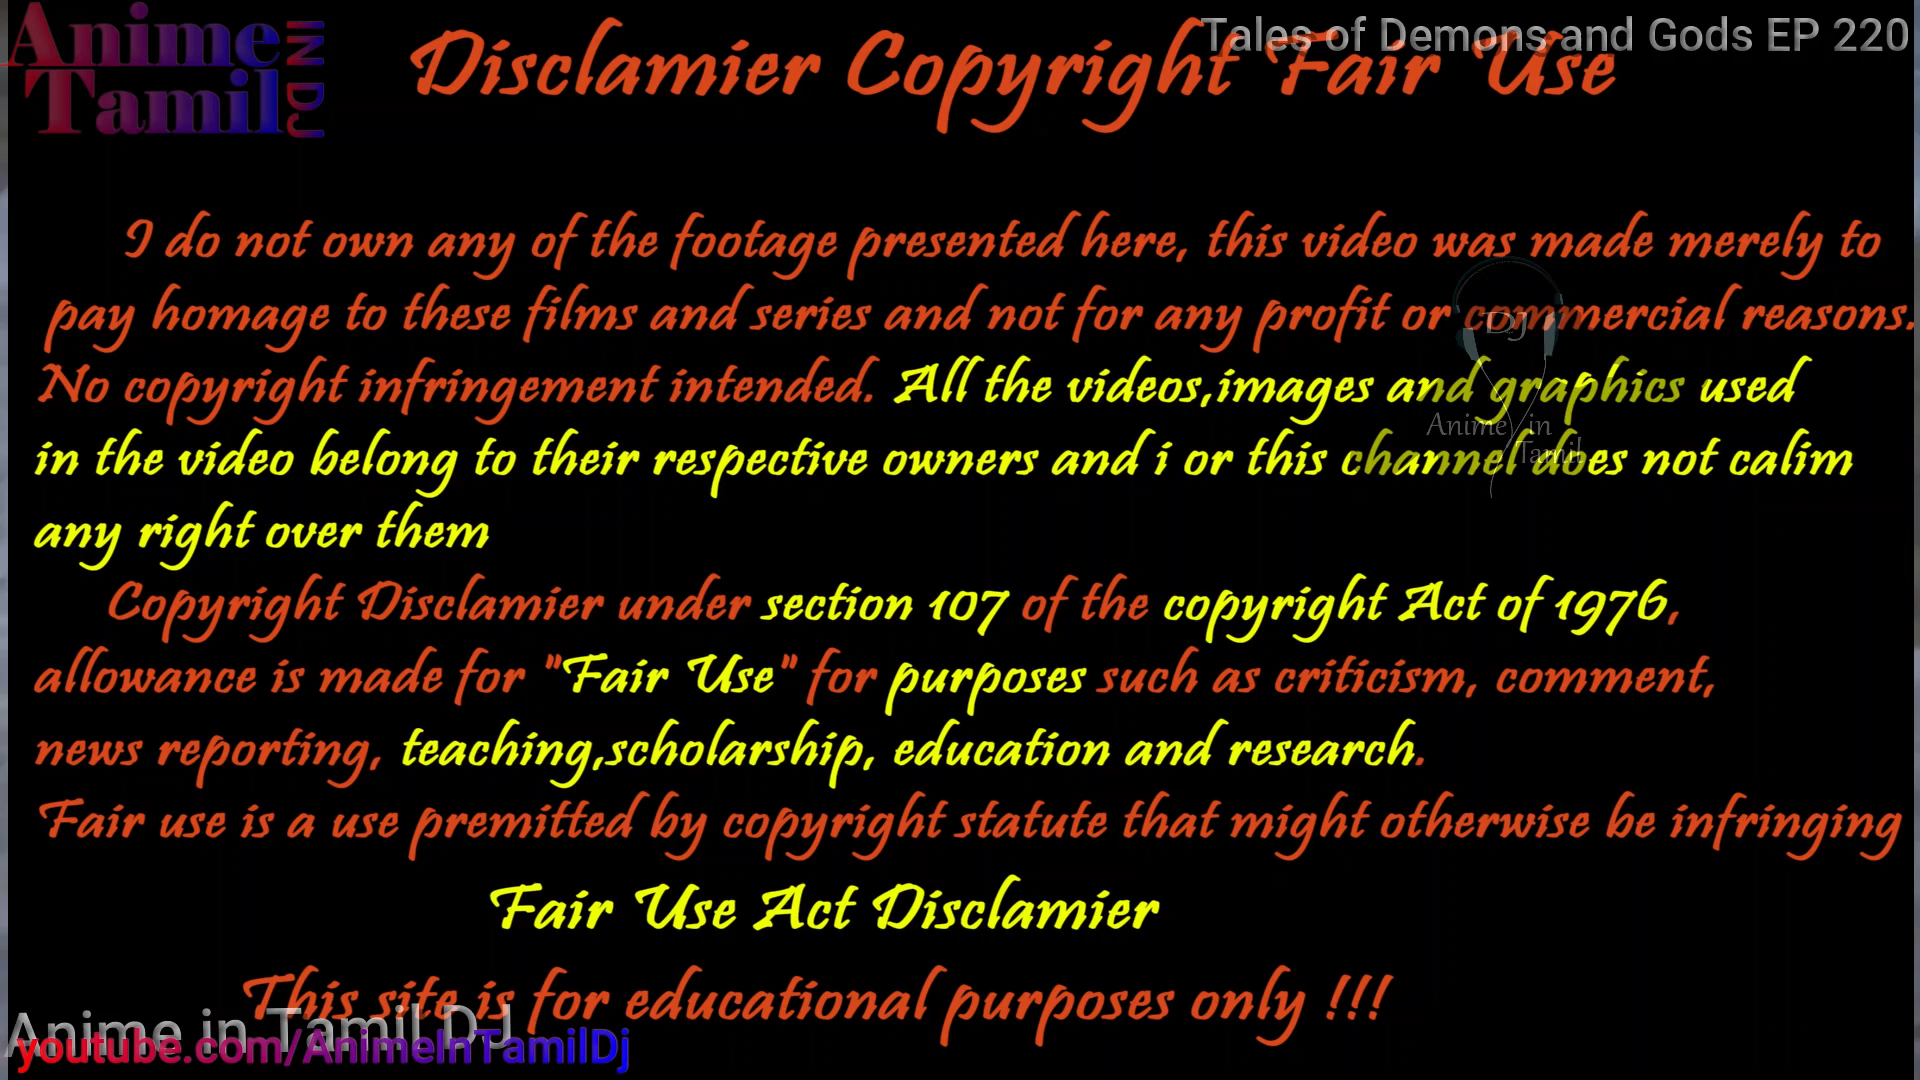 Anime
Tamil
IN DJ
Tales of Demons and Gods EP 220
Disclamier Copyright Fair Use
I do not own any of the footage presented here, this video was made merely to
pay homage to these films and series and not for any profit or commercial reasons.
No copyright infringement intended. All the videos,images and graphics used
in the video belong to their respective owners and i or this channel does not calim
any right over them
DJ
Anime in
Tamil
Copyright Disclamier under section 107 of the copyright Act of 1976,
allowance is made for "Fair Use" for purposes such as criticism, comment,
news reporting, teaching,scholarship, education and research.
Fair use is a use premitted by copyright statute that might otherwise be infringing
Fair Use Act Disclamier
This site is for educational purposes only !!!
Anime in Tamil DJ
youtube.com/AnimeInTamilDj